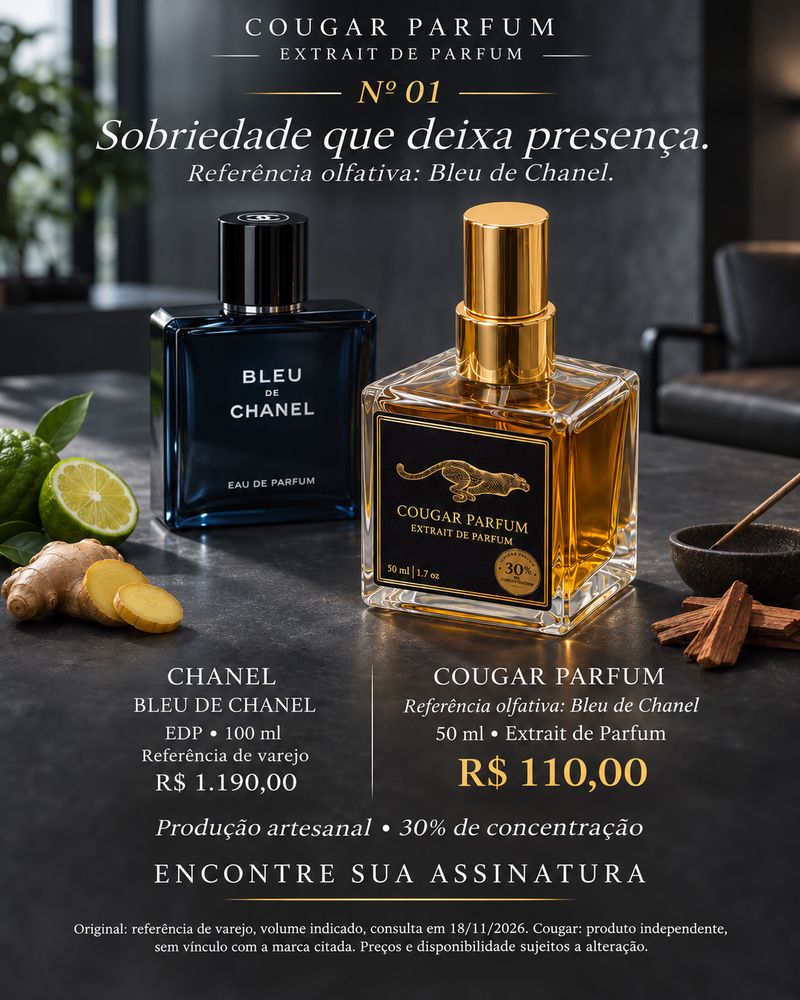 COUGAR PARFUM
EXTRAIT DE PARFUM
Nº 01
Sobriedade que deixa presença.
Referência olfativa: Bleu de Chanel.
BLEU
DE
CHANEL
EAU DE PARFUM
COUGAR PARFUM
EXTRAIT DE PARFUM
50 ml | 1.7 oz
30%
CHANEL
BLEU DE CHANEL
EDP • 100 ml
Referência de varejo
R$ 1.190,00
COUGAR PARFUM
Referência olfativa: Bleu de Chanel
50 ml • Extrait de Parfum
R$ 110,00
Produção artesanal • 30% de concentração
ENCONTRE SUA ASSINATURA
Original: referência de varejo, volume indicado, consulta em 18/11/2026. Cougar: produto independente,
sem vínculo com a marca citada. Preços e disponibilidade sujeitos a alteração.